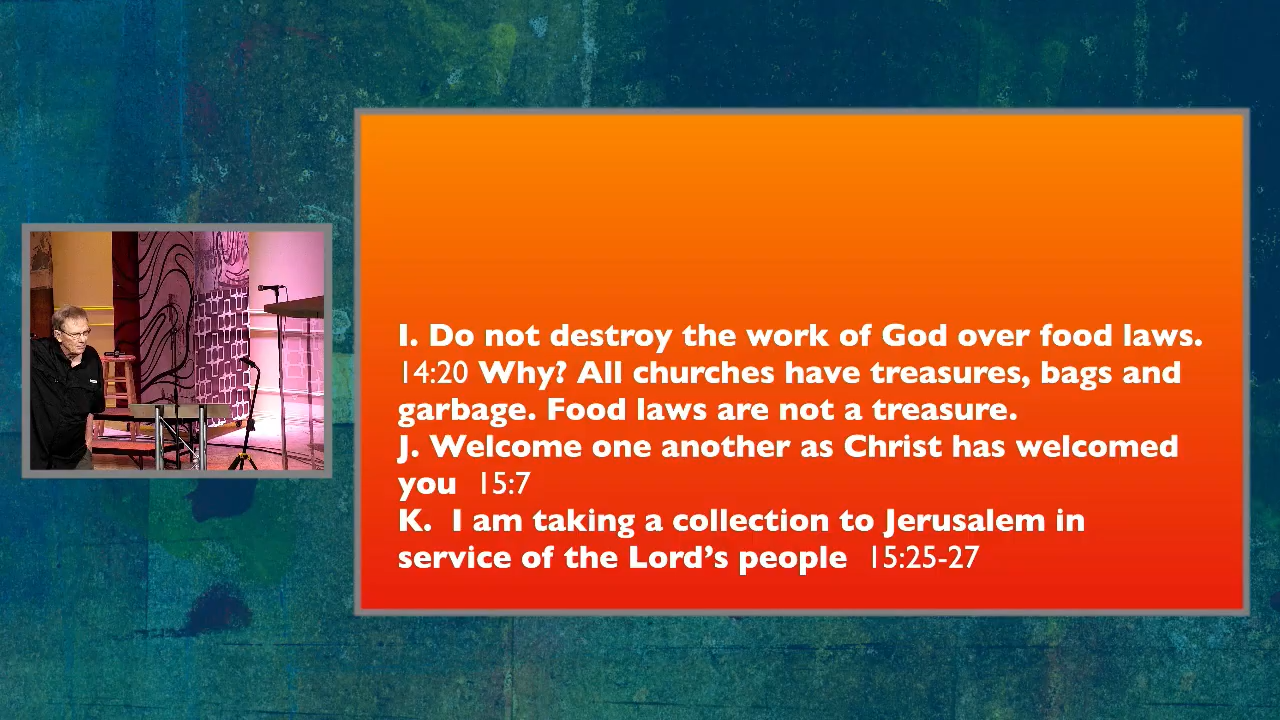 I. Do not destroy the work of God over food laws.
14:20 Why? All churches have treasures, bags and
garbage. Food laws are not a treasure.
J. Welcome one another as Christ has welcomed
you 15:7
K. I am taking a collection to Jerusalem in
service of the Lord’s people 15:25-27